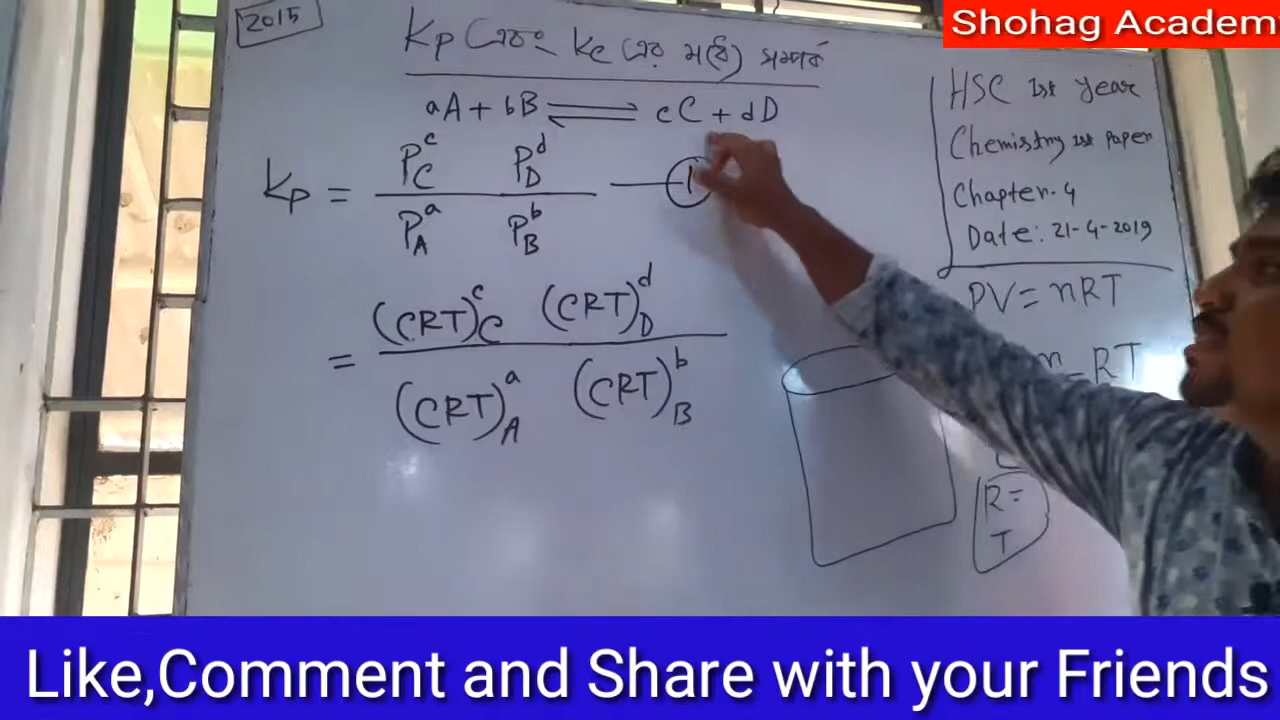 Shohag Academ
2015
Kp এবং Kc এর মধ্যে সম্পর্ক
aA + bB ⇌ cC + dD
Kp = P_C^c P_D^d / P_A^a P_B^b — 1
= (CRT)_C^c (CRT)_D^d / (CRT)_A^a (CRT)_B^b
HSC 1st year
Chemistry 1st Paper
Chapter-4
Date: 21-4-2019
PV = nRT
RT
R=
T
Like,Comment and Share with your Friends